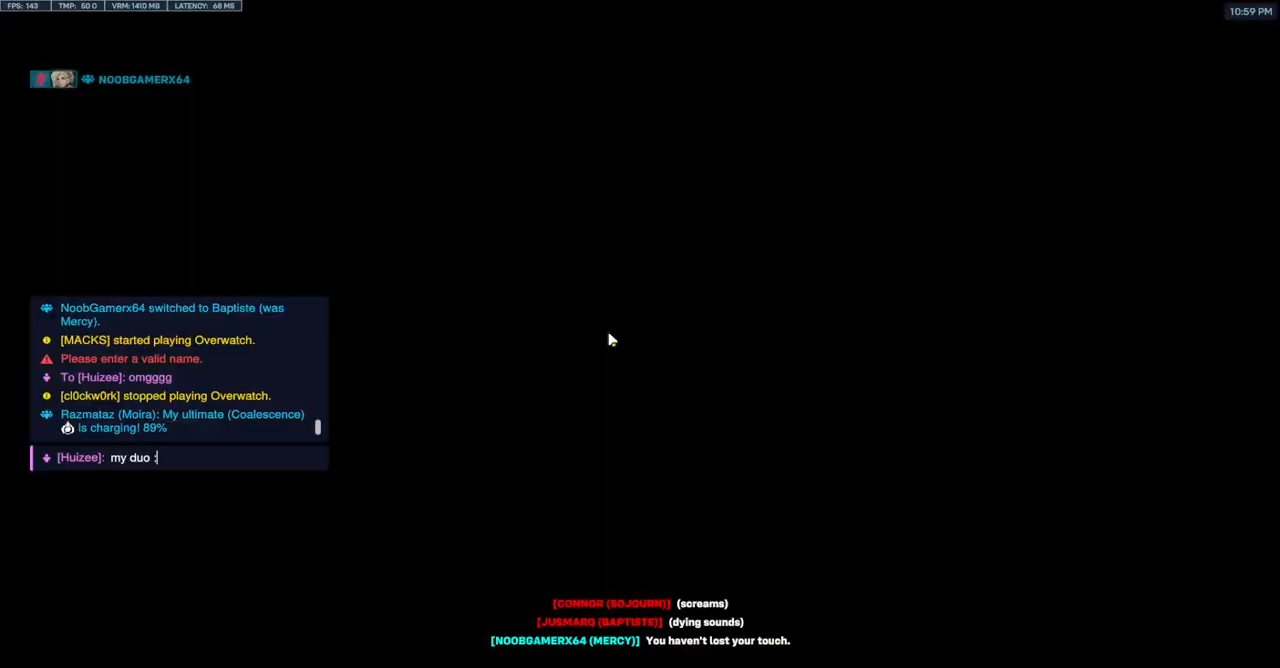 FPS: 143 TMP: 50 C VRM: 1410 MB LATENCY: 68 MS
10:59 PM
NOOBGAMERX64
NoobGamerx64 switched to Baptiste (was
Mercy).
[MACKS] started playing Overwatch.
Please enter a valid name.
To [Huizee]: omgggg
[cl0ckw0rk] stopped playing Overwatch.
Razmataz (Moira): My ultimate (Coalescence)
is charging! 89%
[Huizee]: my duo :
[CONNOR (SOJOURN)] (screams)
[JUSMARQ (BAPTISTE)] (dying sounds)
[NOOBGAMERX64 (MERCY)] You haven't lost your touch.